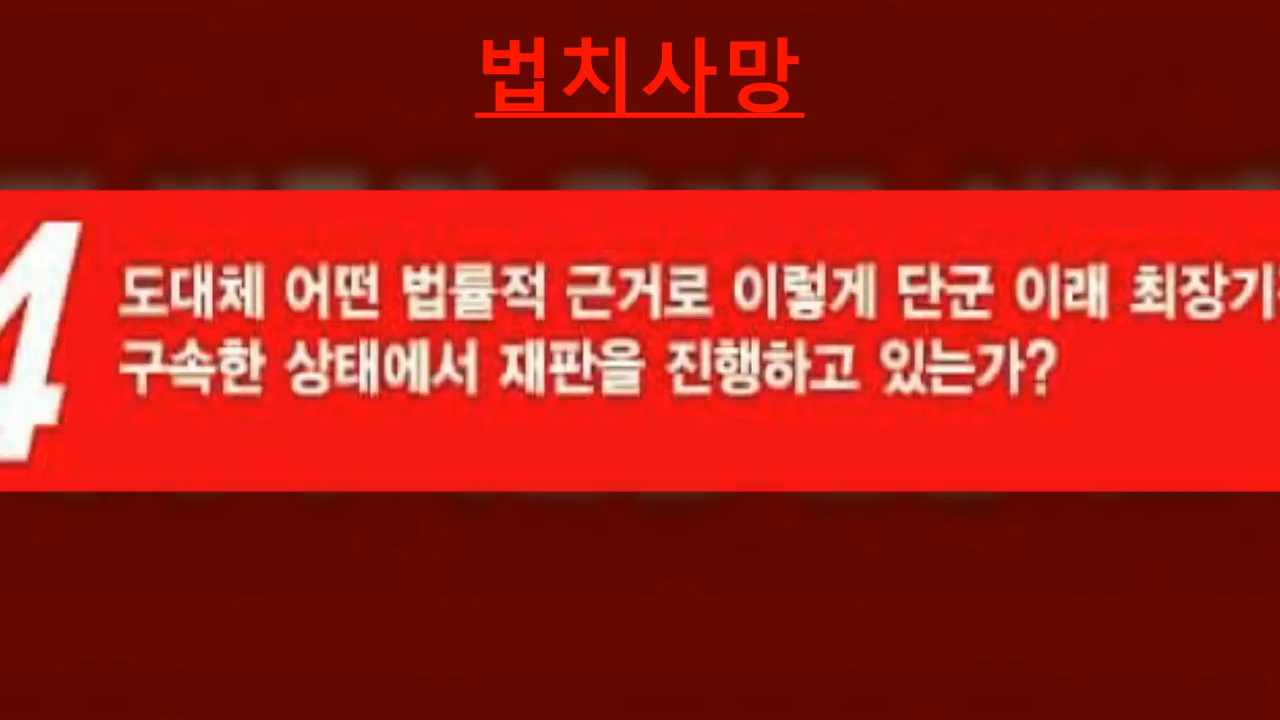 법치사망
4 도대체 어떤 법률적 근거로 이렇게 단군 이래 최장기
구속한 상태에서 재판을 진행하고 있는가?